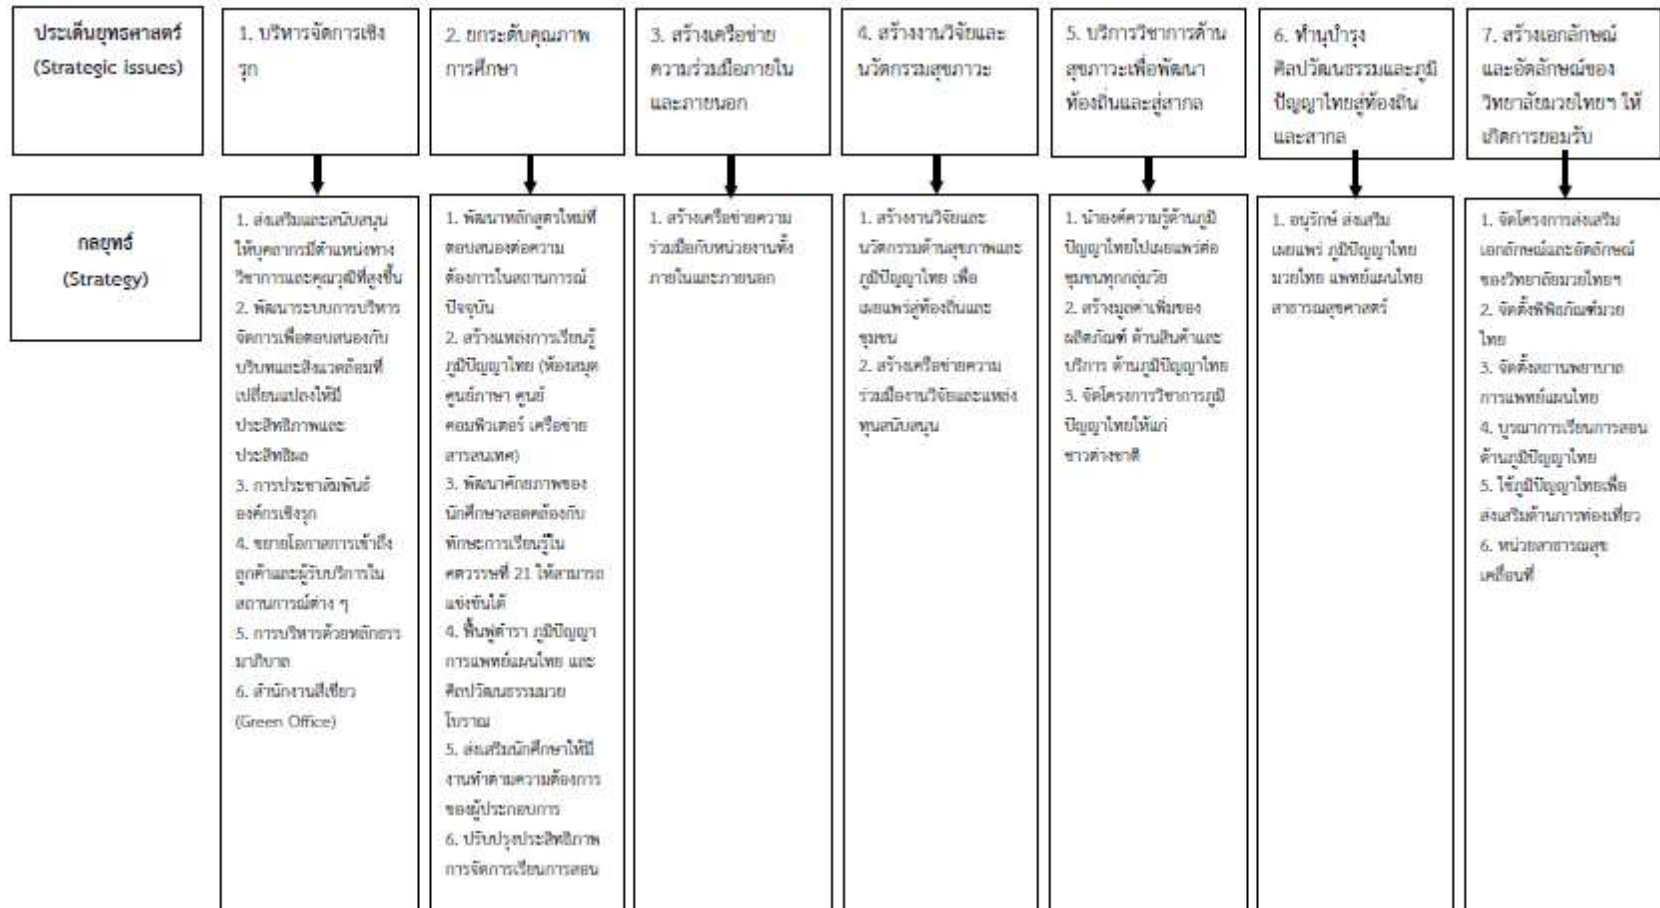 ประเด็นยุทธศาสตร์
(Strategic issues)
1. บริหารจัดการเชิง
รุก
2. ยกระดับคุณภาพ
การศึกษา
3. สร้างเครือข่าย
ความร่วมมือภายใน
และภายนอก
4. สร้างงานวิจัยและ
นวัตกรรมสุขภาวะ
5. บริการวิชาการด้าน
สุขภาวะเพื่อพัฒนา
ท้องถิ่นและสู่สากล
6. ทำนุบำรุง
ศิลปวัฒนธรรมและภูมิ
ปัญญาไทยสู่ท้องถิ่น
และสากล
7. สร้างเอกลักษณ์
และอัตลักษณ์ของ
วิทยาลัยมวยไทยฯ ให้
เกิดการยอมรับ
กลยุทธ์
(Strategy)
1. ส่งเสริมและสนับสนุน
ให้บุคลากรมีตำแหน่งทาง
วิชาการและคุณวุฒิที่สูงขึ้น
2. พัฒนาระบบการบริหาร
จัดการเพื่อตอบสนองกับ
บริบทและสิ่งแวดล้อมที่
เปลี่ยนแปลงให้มี
ประสิทธิภาพและ
ประสิทธิผล
3. การประชาสัมพันธ์
องค์กรเชิงรุก
4. ขยายโอกาสการเข้าถึง
ลูกค้าและผู้รับบริการใน
สถานการณ์ต่าง ๆ
5. การบริหารด้วยหลักธรร
มาภิบาล
6. สำนักงานสีเขียว
(Green Office)
1. พัฒนาหลักสูตรใหม่ที่
ตอบสนองต่อความ
ต้องการในสถานการณ์
ปัจจุบัน
2. สร้างแหล่งการเรียนรู้
ภูมิปัญญาไทย (ห้องสมุด
ศูนย์ภาษา ศูนย์
คอมพิวเตอร์ เครือข่าย
สารสนเทศ)
3. พัฒนาศักยภาพของ
นักศึกษาสอดคล้องกับ
ทักษะการเรียนรู้ใน
ศตวรรษที่ 21 ให้สามารถ
แข่งขันได้
4. ฟื้นฟูตำรา ภูมิปัญญา
การแพทย์แผนไทย และ
ศิลปวัฒนธรรมมวย
โบราณ
5. ส่งเสริมนักศึกษาให้มี
งานทำตามความต้องการ
ของผู้ประกอบการ
6. ปรับปรุงประสิทธิภาพ
การจัดการเรียนการสอน
1. สร้างเครือข่ายความ
ร่วมมือกับหน่วยงานทั้ง
ภายในและภายนอก
1. สร้างงานวิจัยและ
นวัตกรรมด้านสุขภาพและ
ภูมิปัญญาไทย เพื่อ
เผยแพร่สู่ท้องถิ่นและ
ชุมชน
2. สร้างเครือข่ายความ
ร่วมมืองานวิจัยและแหล่ง
ทุนสนับสนุน
1. นำองค์ความรู้ด้านภูมิ
ปัญญาไทยไปเผยแพร่ต่อ
ชุมชนทุกกลุ่มวัย
2. สร้างมูลค่าเพิ่มของ
ผลิตภัณฑ์ ด้านสินค้าและ
บริการ ด้านภูมิปัญญาไทย
3. จัดโครงการวิชาการภูมิ
ปัญญาไทยให้แก่
ชาวต่างชาติ
1. อนุรักษ์ ส่งเสริม
เผยแพร่ ภูมิปัญญาไทย
มวยไทย แพทย์แผนไทย
สาธารณสุขศาสตร์
1. จัดโครงการส่งเสริม
เอกลักษณ์และอัตลักษณ์
ของวิทยาลัยมวยไทยฯ
2. จัดตั้งพิพิธภัณฑ์มวย
ไทย
3. จัดตั้งสถานพยาบาล
การแพทย์แผนไทย
4. บูรณาการเรียนการสอน
ด้านภูมิปัญญาไทย
5. ใช้ภูมิปัญญาไทยเพื่อ
ส่งเสริมด้านการท่องเที่ยว
6. หน่วยสาธารณสุข
เคลื่อนที่